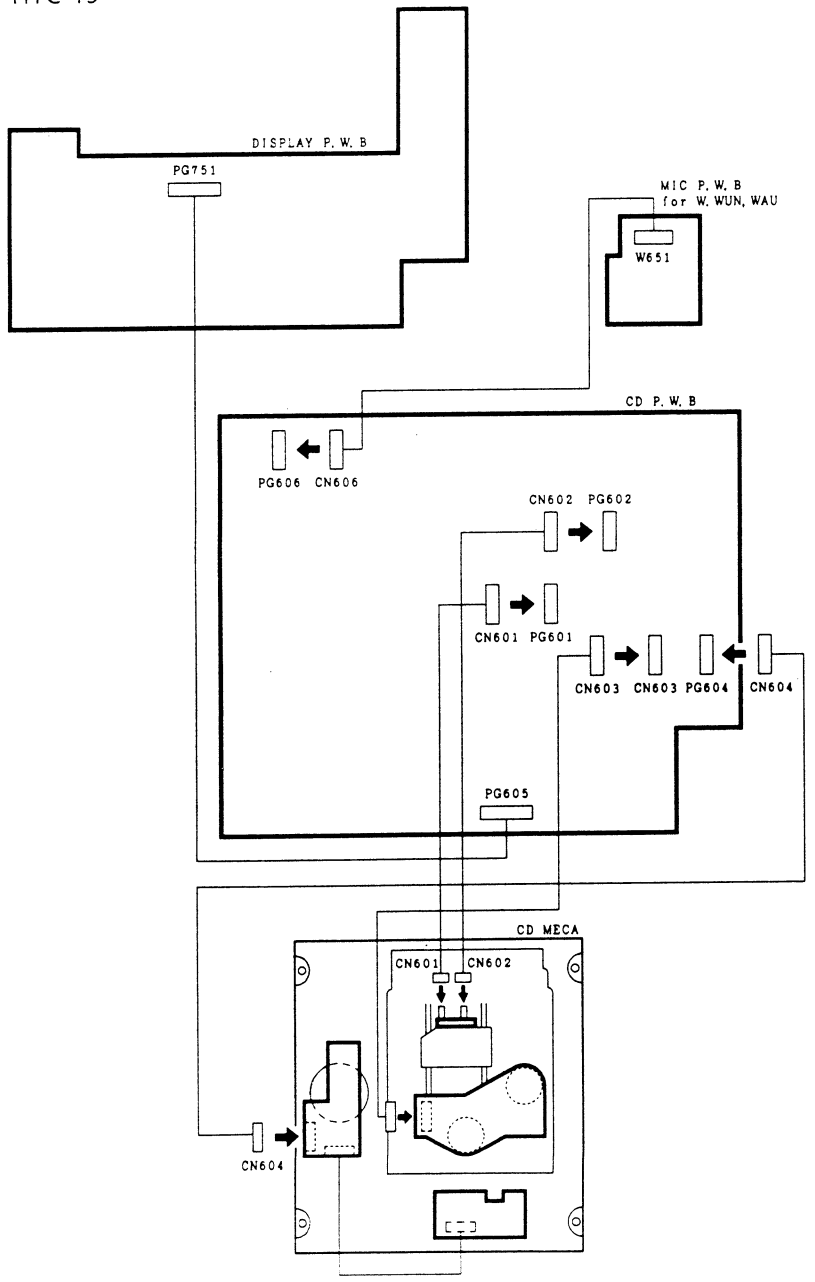 DISPLAY P. W. B
PG751
MIC P. W. B
for W. WUN, WAU
W651
CD P. W. B
PG606 CN606
CN602 PG602
CN601 PG601
CN603 CN603 PG604 CN604
PG605
CD MECA
CN601 CN602
CN604